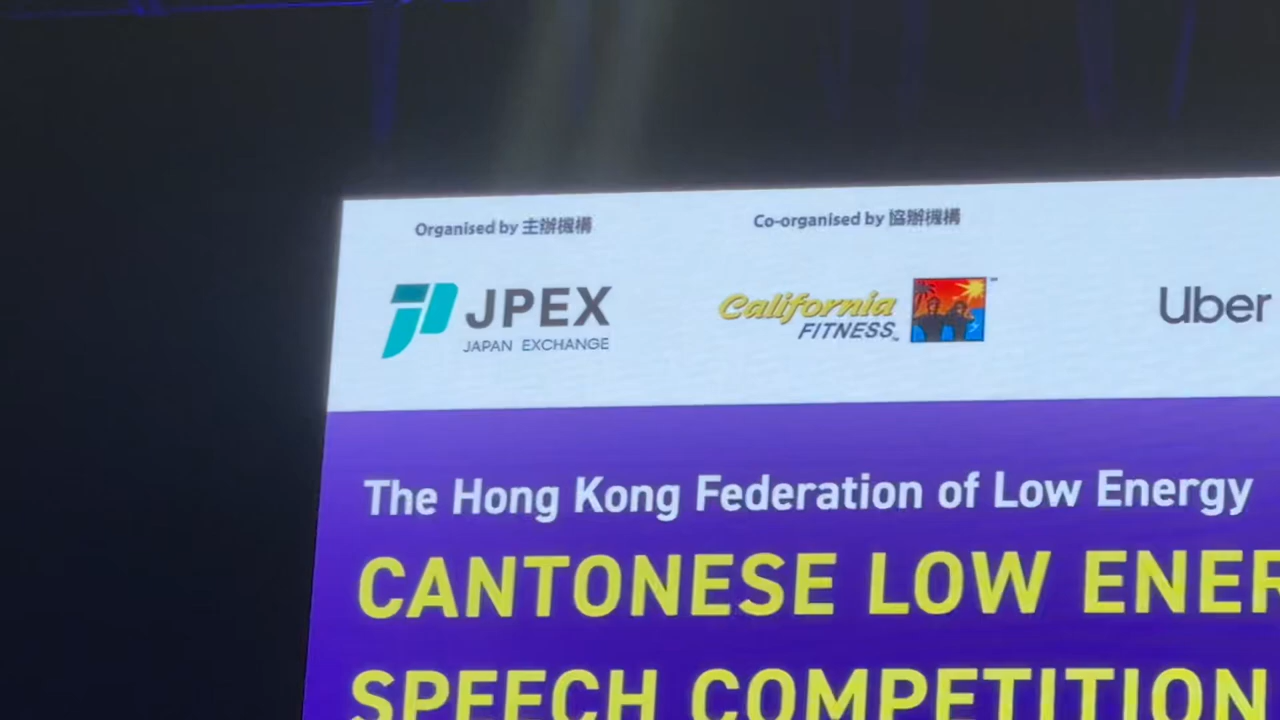 Organised by 主辦機構
Co-organised by 協辦機構
JPEX
JAPAN EXCHANGE
California
FITNESS
Uber
The Hong Kong Federation of Low Energy
CANTONESE LOW ENER
SPEECH COMPETITION